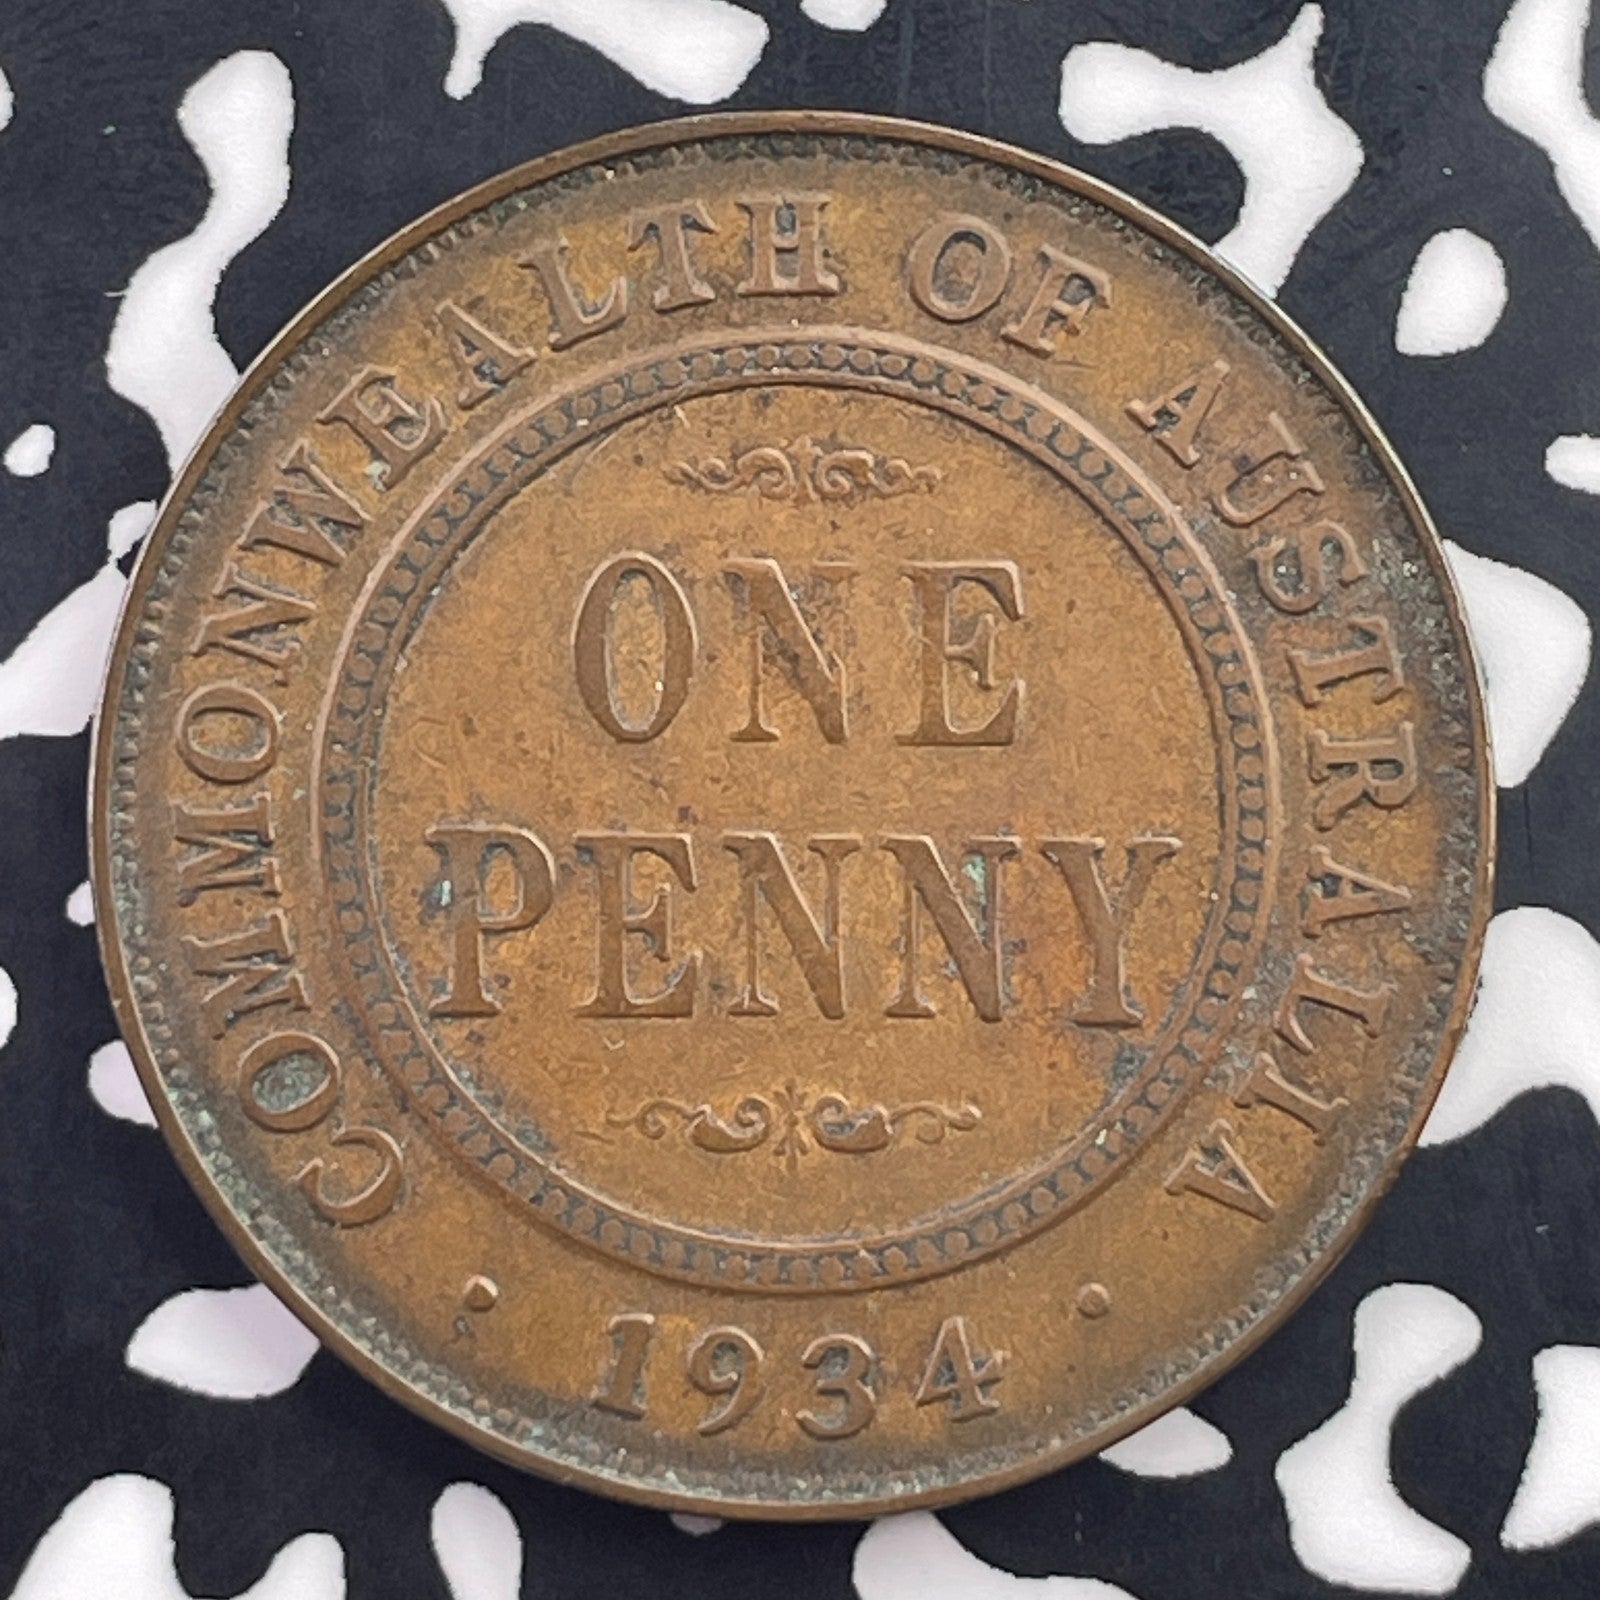 COMMONWEALTH OF AUSTRALIA
ONE
PENNY
1934